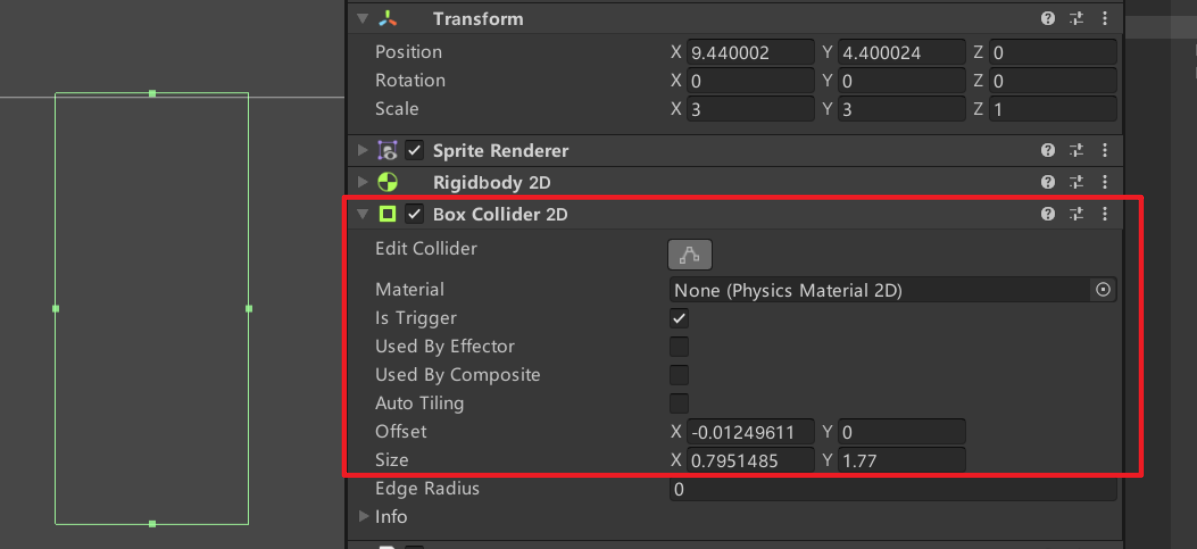 Transform
Position X 9.440002 Y 4.400024 Z 0
Rotation X 0 Y 0 Z 0
Scale X 3 Y 3 Z 1
Sprite Renderer
Rigidbody 2D
Box Collider 2D
Edit Collider
Material None (Physics Material 2D)
Is Trigger
Used By Effector
Used By Composite
Auto Tiling
Offset X -0.01249611 Y 0
Size X 0.7951485 Y 1.77
Edge Radius 0
Info